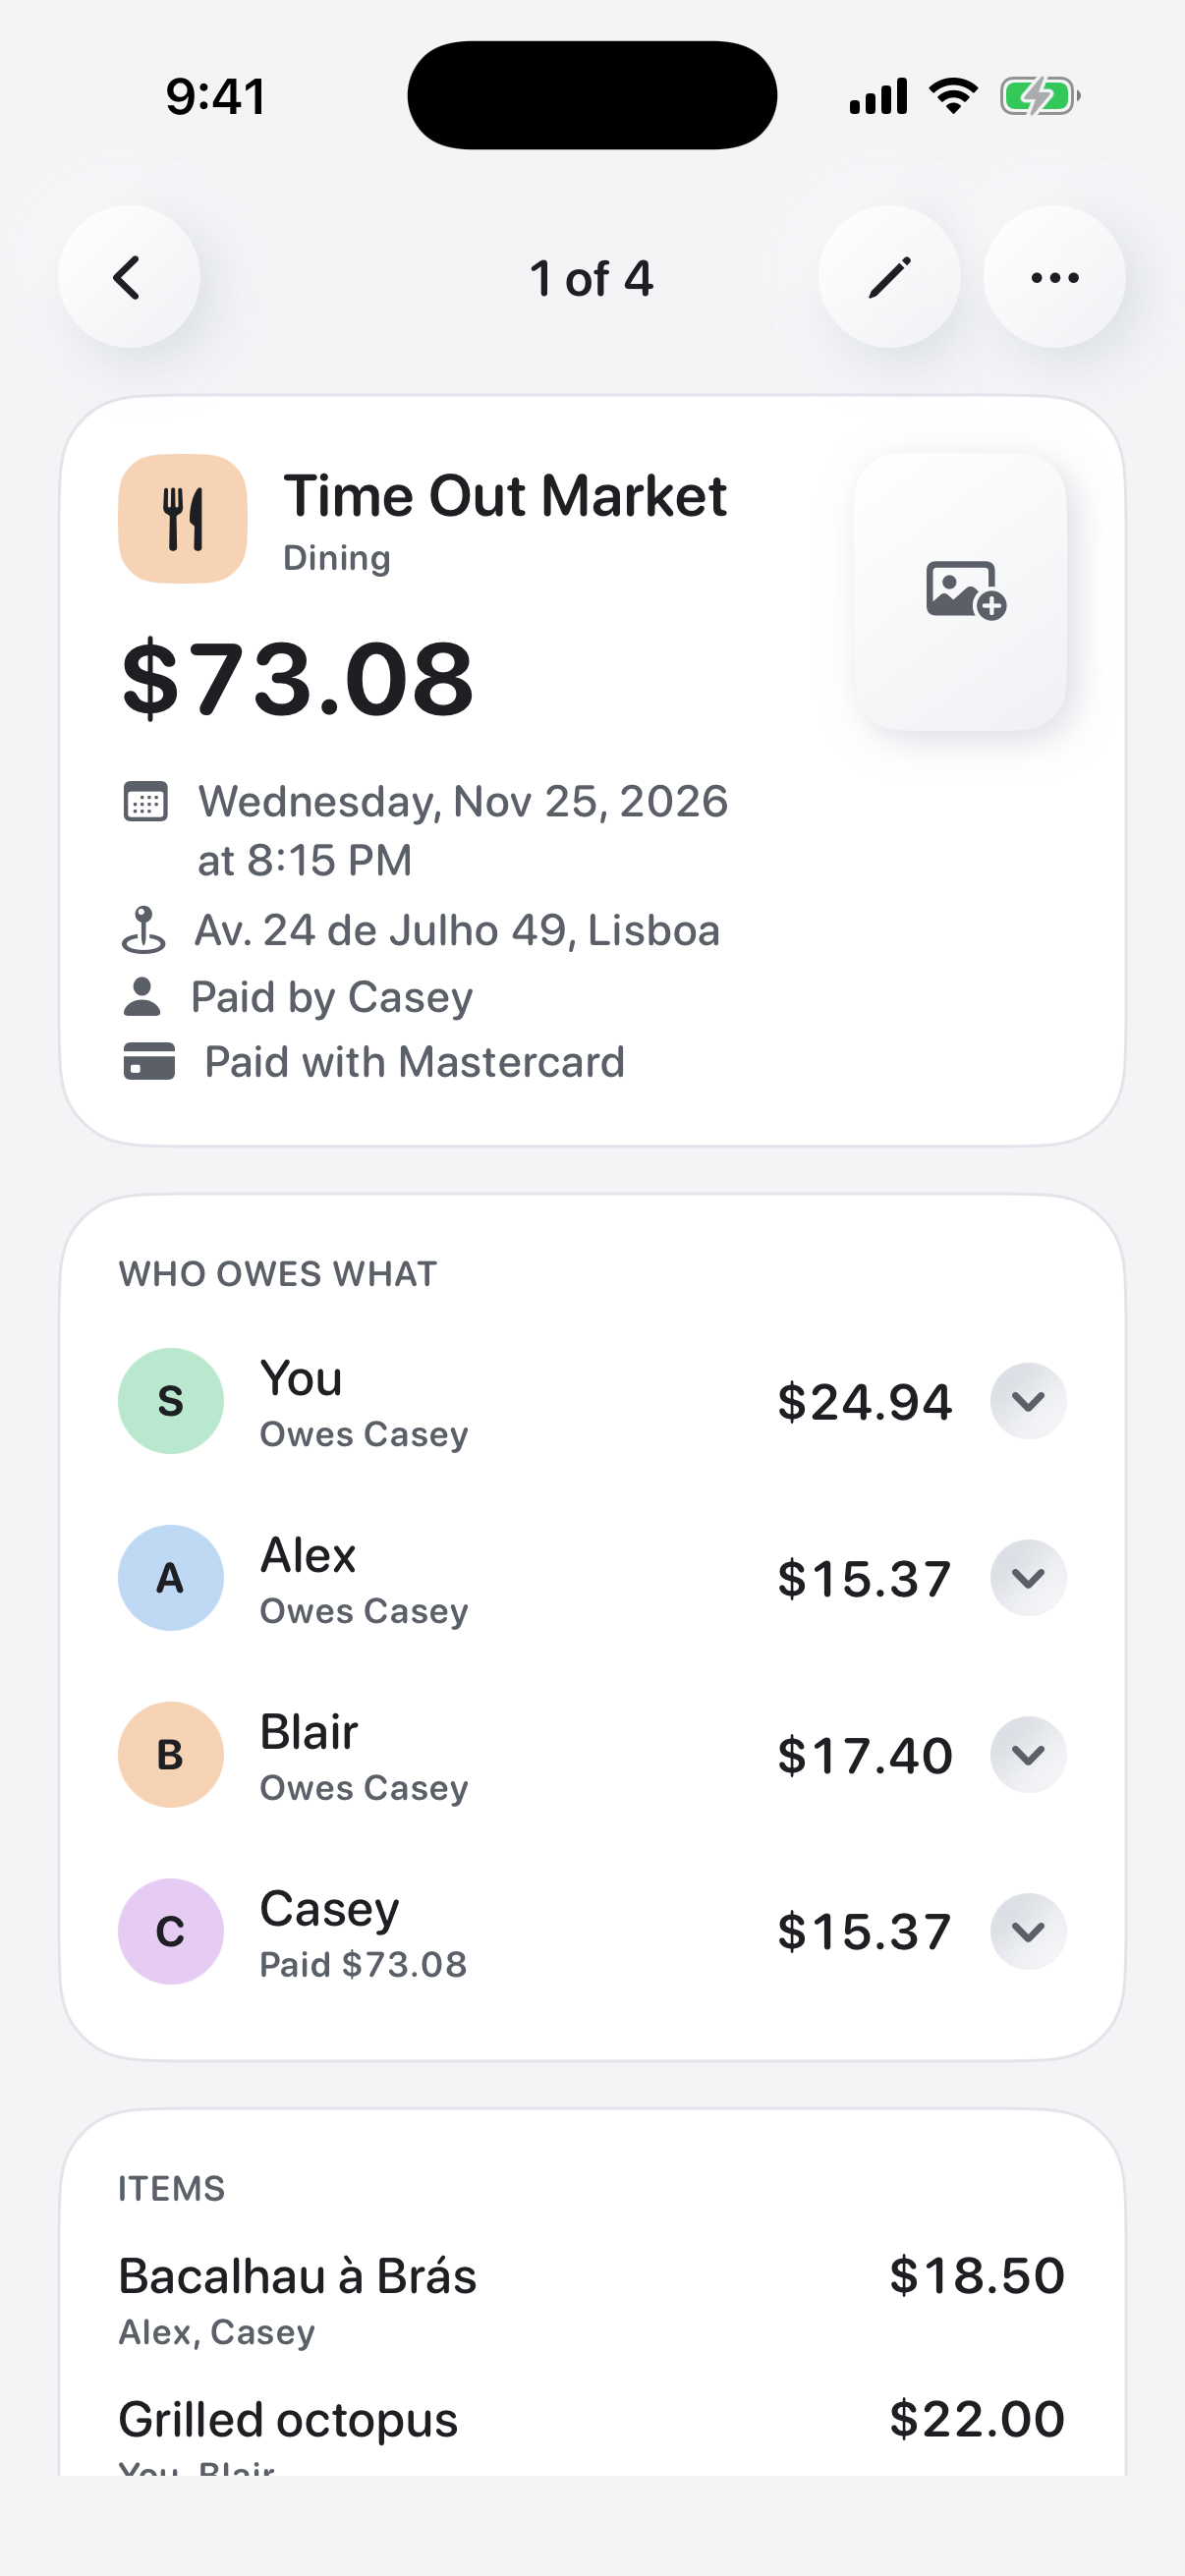 9:41
1 of 4
Time Out Market
Dining
$73.08
Wednesday, Nov 25, 2026
at 8:15 PM
Av. 24 de Julho 49, Lisboa
Paid by Casey
Paid with Mastercard
WHO OWES WHAT
S
You
Owes Casey
$24.94
A
Alex
Owes Casey
$15.37
B
Blair
Owes Casey
$17.40
C
Casey
Paid $73.08
$15.37
ITEMS
Bacalhau à Brás
$18.50
Alex, Casey
Grilled octopus
$22.00
You, Blair